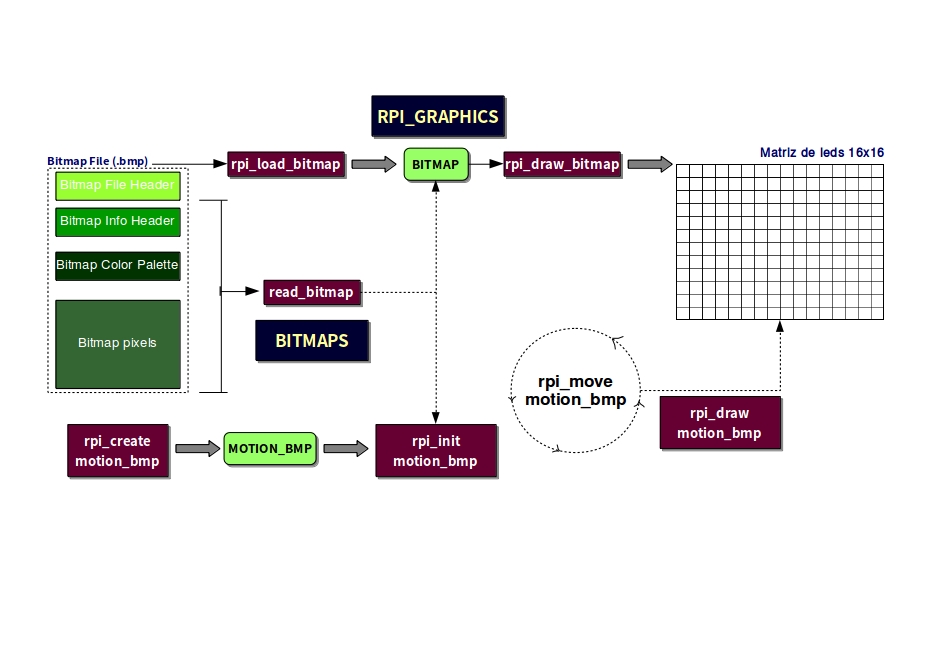 RPI_GRAPHICS
Bitmap File (.bmp)
rpi_load_bitmap
BITMAP
rpi_draw_bitmap
Matriz de leds 16x16
Bitmap File Header
Bitmap Info Header
Bitmap Color Palette
Bitmap pixels
read_bitmap
BITMAPS
rpi_move
motion_bmp
rpi_draw
motion_bmp
rpi_create
motion_bmp
MOTION_BMP
rpi_init
motion_bmp